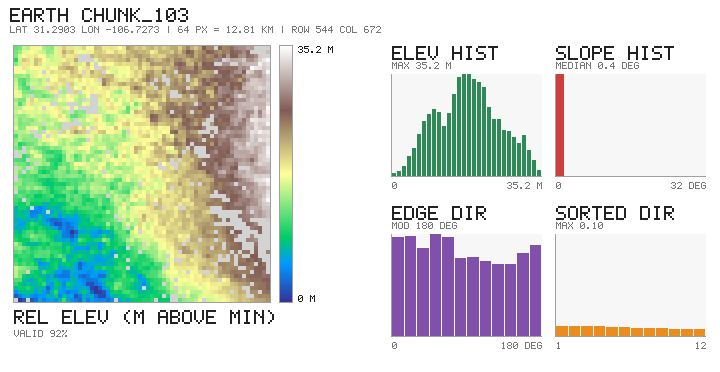 EARTH CHUNK_103
LAT 31.2903 LON -106.7273 | 64 PX = 12.81 KM | ROW 544 COL 672
35.2 M
0 M
REL ELEV (M ABOVE MIN)
VALID 92%
ELEV HIST
MAX 35.2 M
0 35.2 M
SLOPE HIST
MEDIAN 0.4 DEG
0 32 DEG
EDGE DIR
MOD 180 DEG
0 180 DEG
SORTED DIR
MAX 0.10
1 12